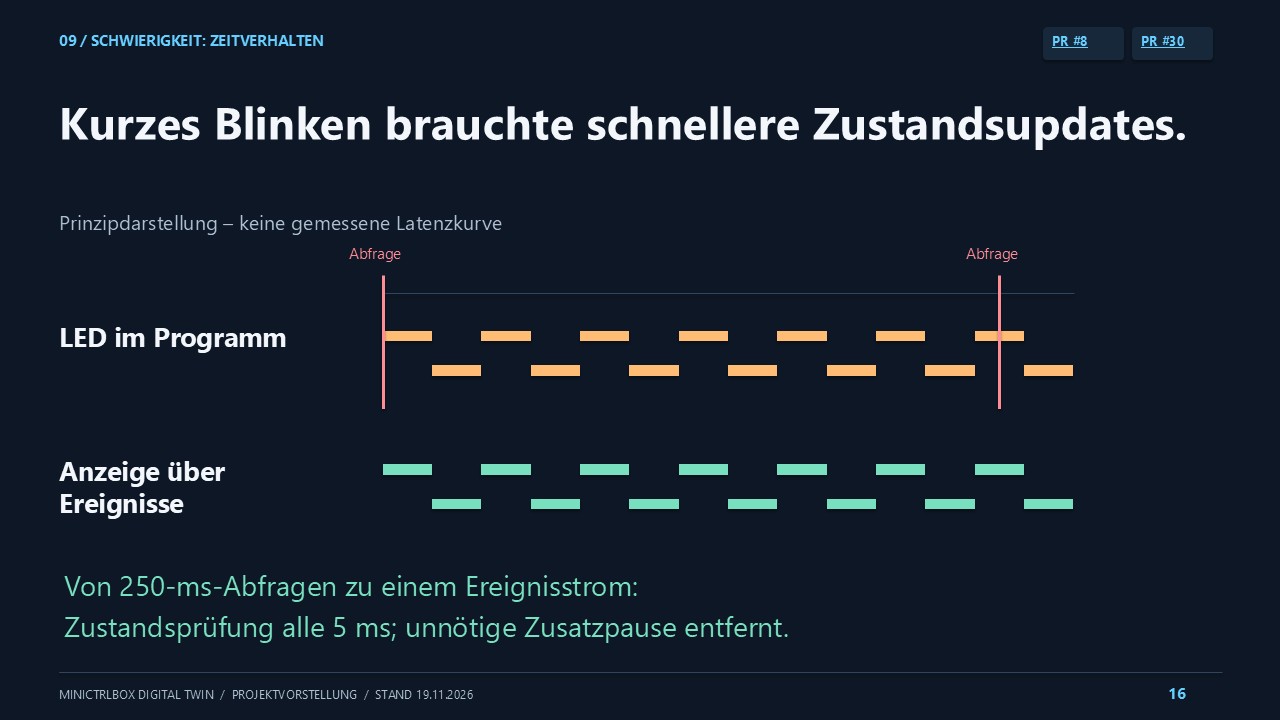 09 / SCHWIERIGKEIT: ZEITVERHALTEN
PR #8
PR #30
Kurzes Blinken brauchte schnellere Zustandsupdates.
Prinzipdarstellung – keine gemessene Latenzkurve
Abfrage
Abfrage
LED im Programm
Anzeige über
Ereignisse
Von 250-ms-Abfragen zu einem Ereignisstrom:
Zustandsprüfung alle 5 ms; unnötige Zusatzpause entfernt.
MINICTRLBOX DIGITAL TWIN / PROJEKTVORSTELLUNG / STAND 19.11.2026
16